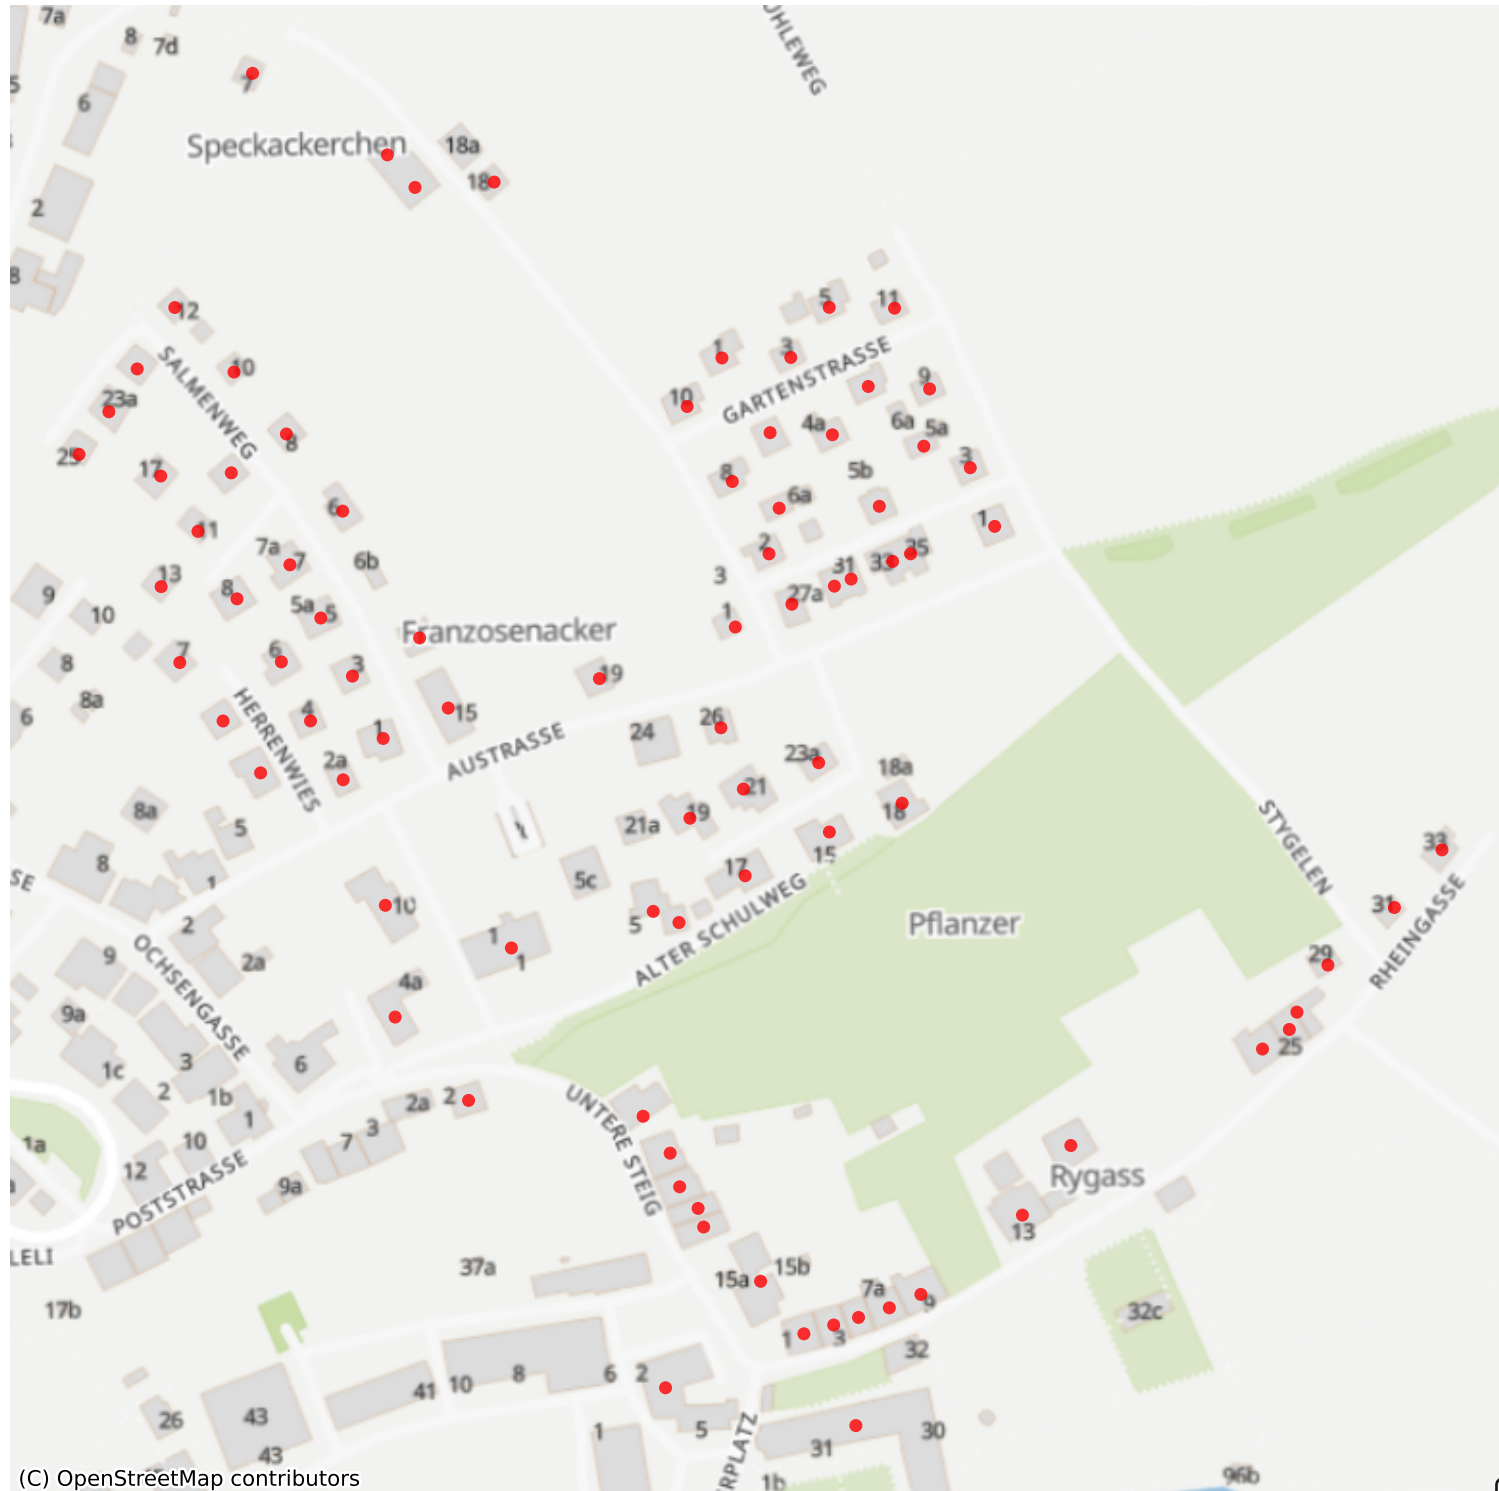 7a
8
7d
ÜHLEWEG
5
7
6
Speckackerchen
18a
18
2
8
12
5
11
SALMENWEG
10
1
3
GARTENSTRASSE
23a
10
9
4a
6a
5a
8
25
17
3
8
5b
6a
6
11
1
7a
7
6b
2
35
33
31
13
3
27a
9
8
5a
5
10
1
Franzosenacker
7
6
3
8
19
8a
HERRENWIES
4
15
6
1
26
24
AUSTRASSE
2a
23a
18a
21
8a
5
21a
19
18
STYGELEN
33
8
15
SE
1
17
5c
ALTER SCHULWEG
RHEINGASSE
10
31
2
5
Pflanzer
OCHSENGASSE
1
1
9
2a
29
4a
9a
25
3
6
1c
2
1b
2a
2
UNTERE STEIG
1
3
10
7
1a
12
9a
Rygass
POSTSTRASSE
13
LELI
37a
15a
15b
7a
17b
9
32c
1
3
32
8
6
2
10
41
26
43
5
30
1
31
RPLATZ
43
96b
1b
(C) OpenStreetMap contributors